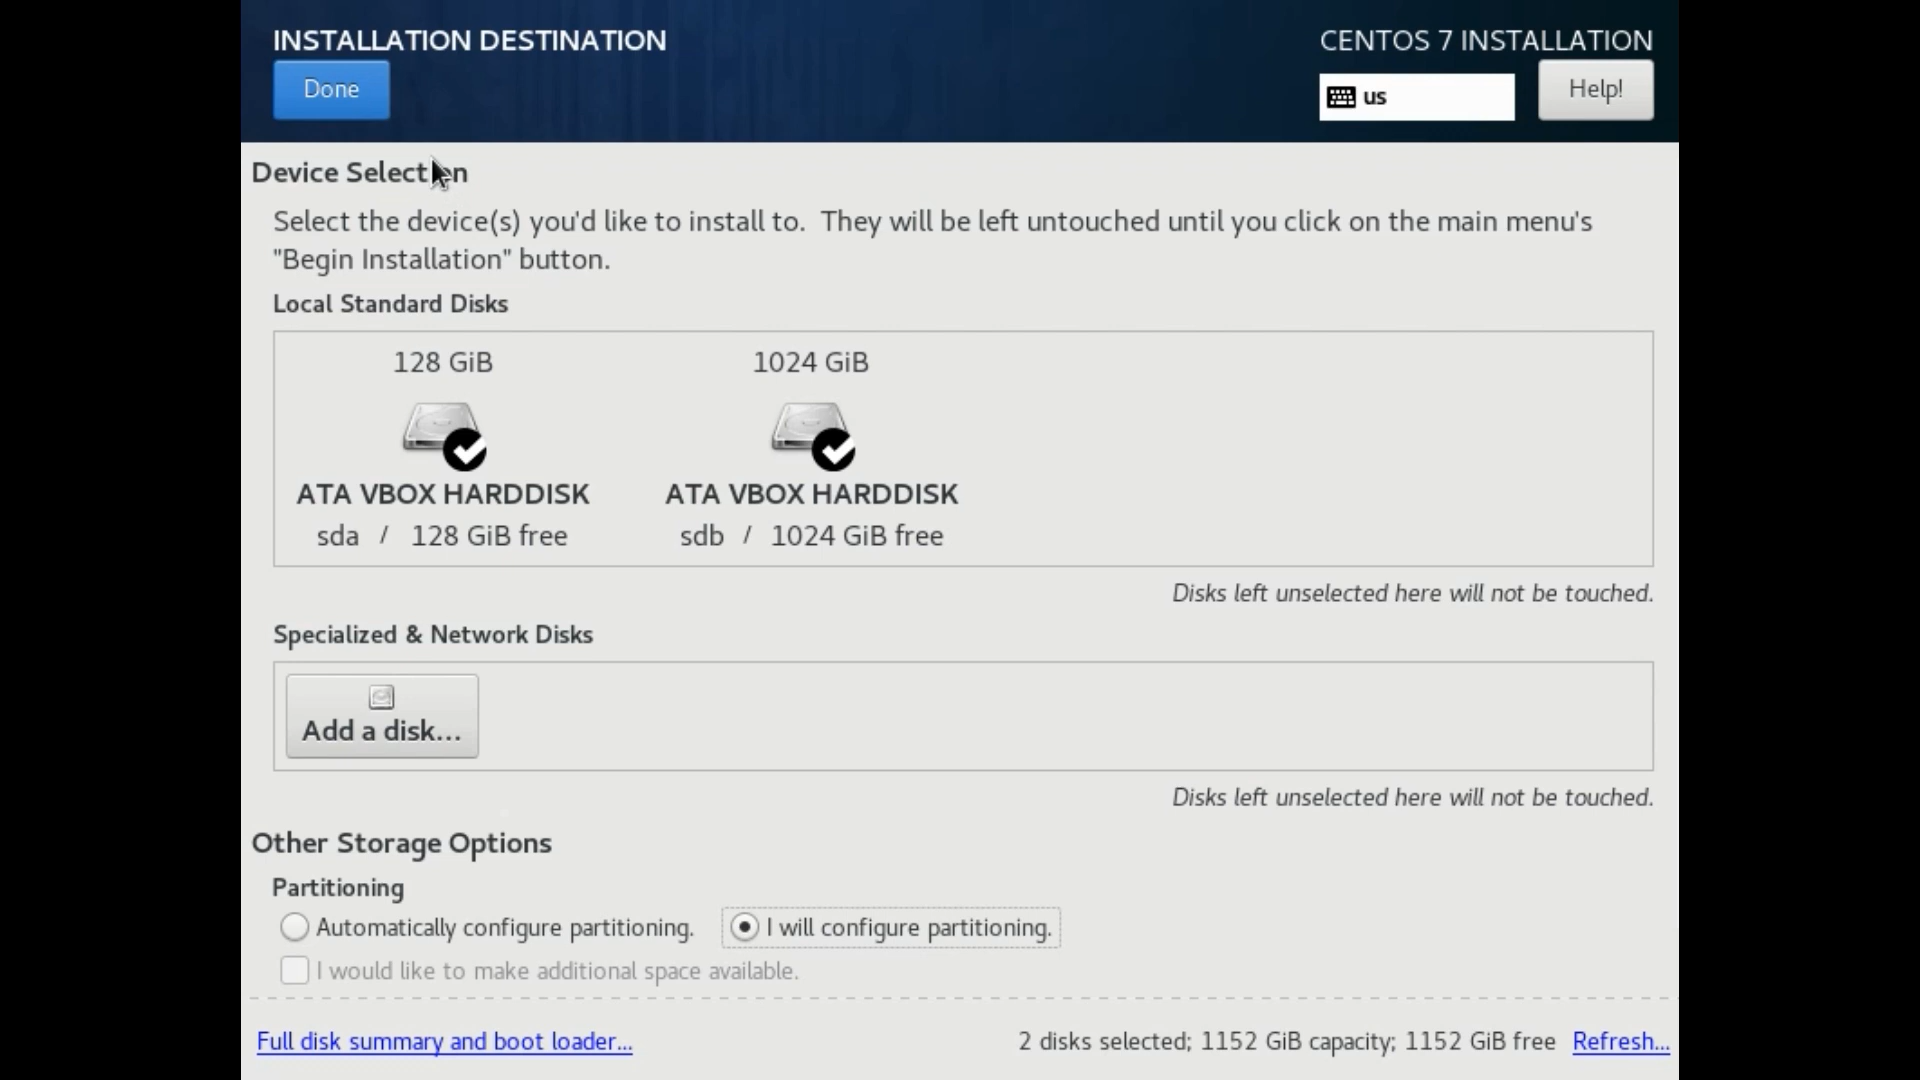 INSTALLATION DESTINATION
CENTOS 7 INSTALLATION
Done
us
Help!
Device Selection
Select the device(s) you'd like to install to.  They will be left untouched until you click on the main menu's
"Begin Installation" button.
Local Standard Disks
128 GiB
1024 GiB
ATA VBOX HARDDISK
ATA VBOX HARDDISK
sda / 128 GiB free
sdb / 1024 GiB free
Disks left unselected here will not be touched.
Specialized & Network Disks
Add a disk...
Disks left unselected here will not be touched.
Other Storage Options
Partitioning
Automatically configure partitioning.
I will configure partitioning.
I would like to make additional space available.
Full disk summary and boot loader...
2 disks selected; 1152 GiB capacity; 1152 GiB free
Refresh...